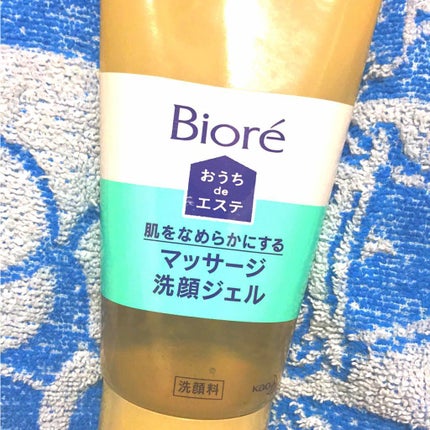 Bioré
おうち
de
エステ
肌をなめらかにする
マッサージ
洗顔ジェル
洗顔料
Kao